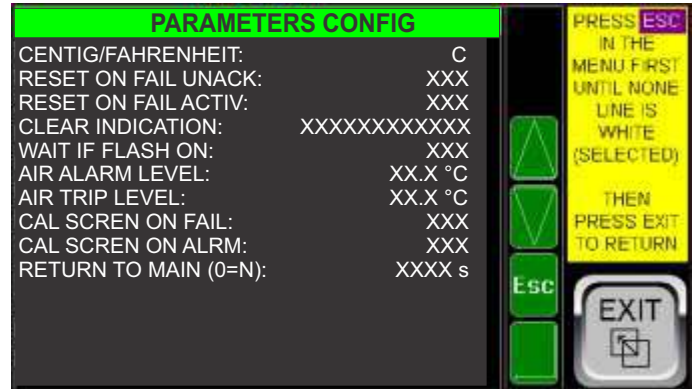 PARAMETERS CONFIG
CENTIG/FAHRENHEIT: C
RESET ON FAIL UNACK: XXX
RESET ON FAIL ACTIV: XXX
CLEAR INDICATION: XXXXXXXXXXXX
WAIT IF FLASH ON: XXX
AIR ALARM LEVEL: XX.X °C
AIR TRIP LEVEL: XX.X °C
CAL SCREN ON FAIL: XXX
CAL SCREN ON ALRM: XXX
RETURN TO MAIN (0=N): XXXX s
Esc
PRESS ESC
IN THE
MENU FIRST
UNTIL NONE
LINE IS
WHITE
(SELECTED)
THEN
PRESS EXIT
TO RETURN
EXIT